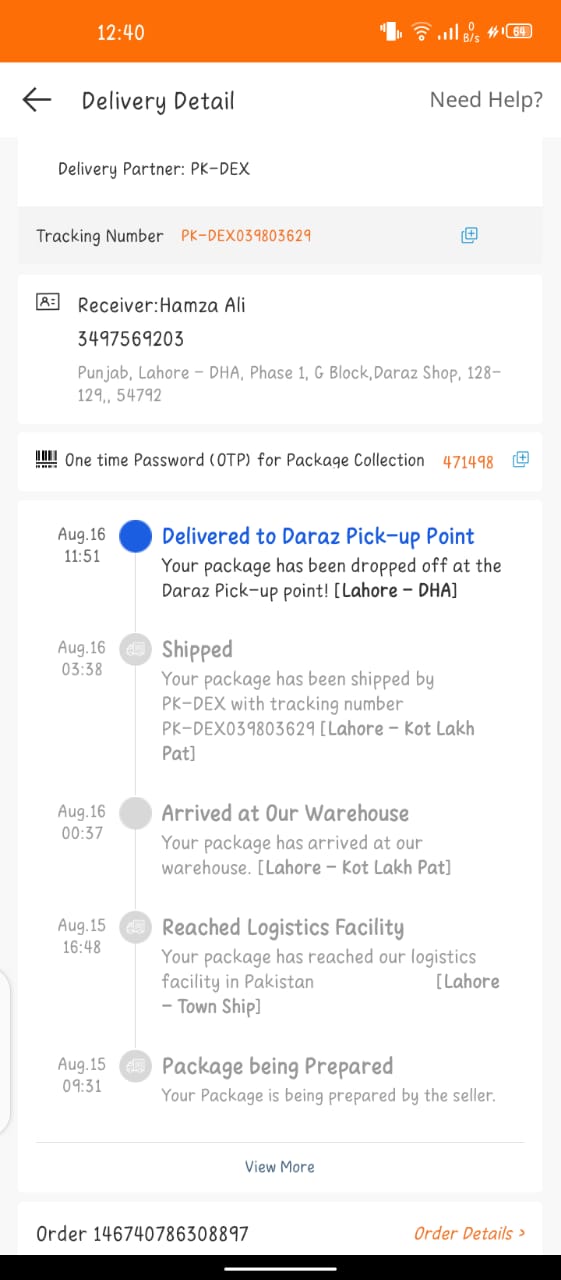 12:40
0
B/s
64
Delivery Detail
Need Help?
Delivery Partner: PK-DEX
Tracking Number PK-DEX039803629
Receiver:Hamza Ali
3497569203
Punjab, Lahore - DHA, Phase 1, G Block,Daraz Shop, 128-
129,, 54792
One time Password (OTP) for Package Collection 471498
Aug.16
11:51
Delivered to Daraz Pick-up Point
Your package has been dropped off at the
Daraz Pick-up point! [Lahore - DHA]
Aug.16
03:38
Shipped
Your package has been shipped by
PK-DEX with tracking number
PK-DEX039803629 [Lahore - Kot Lakh
Pat]
Aug.16
00:37
Arrived at Our Warehouse
Your package has arrived at our
warehouse. [Lahore - Kot Lakh Pat]
Aug.15
16:48
Reached Logistics Facility
Your package has reached our logistics
facility in Pakistan [Lahore
- Town Ship]
Aug.15
09:31
Package being Prepared
Your Package is being prepared by the seller.
View More
Order 146740786308897
Order Details >